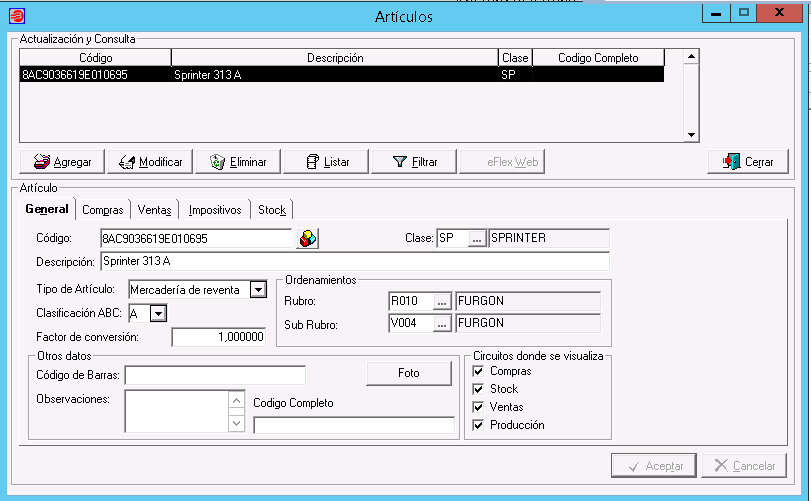 Artículos
Actualización y Consulta
Código Descripción Clase Codigo Completo
8AC9036619E010695 Sprinter 313 A SP
Agregar Modificar Eliminar Listar Filtrar eFlex Web Cerrar
Artículo
General Compras Ventas Impositivos Stock
Código: 8AC9036619E010695 Clase: SP ... SPRINTER
Descripción: Sprinter 313 A
Tipo de Artículo: Mercadería de reventa
Ordenamientos
Clasificación ABC: A
Rubro: R010 ... FURGON
Factor de conversión: 1,000000
Sub Rubro: V004 ... FURGON
Otros datos
Código de Barras: Foto
Observaciones: Codigo Completo
Circuitos donde se visualiza
Compras
Stock
Ventas
Producción
Aceptar Cancelar